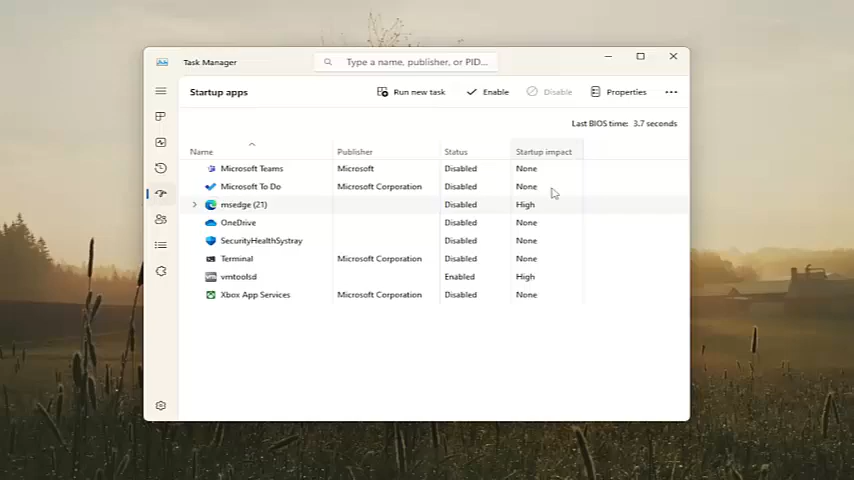 Task Manager
Type a name, publisher, or PID...
Startup apps
Run new task
Enable
Disable
Properties
Last BIOS time: 3.7 seconds
Name Publisher Status Startup impact
Microsoft Teams Microsoft Disabled None
Microsoft To Do Microsoft Corporation Disabled None
msedge (21) Disabled High
OneDrive Disabled None
SecurityHealthSystray Disabled None
Terminal Microsoft Corporation Disabled None
vmtoolsd Enabled High
Xbox App Services Microsoft Corporation Disabled None